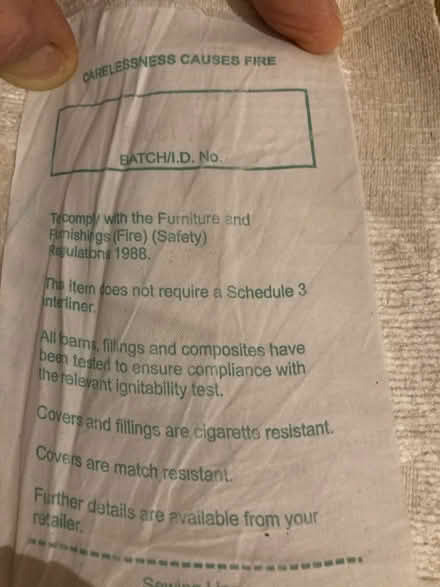 CARELESSNESS CAUSES FIRE
BATCH/I.D. No.
To comply with the Furniture and
Furnishings (Fire) (Safety)
Regulations 1988.
This item does not require a Schedule 3
interliner.
All foams, fillings and composites have
been tested to ensure compliance with
the relevant ignitability test.
Covers and fillings are cigarette resistant.
Covers are match resistant.
Further details are available from your
retailer.
Sewing Line